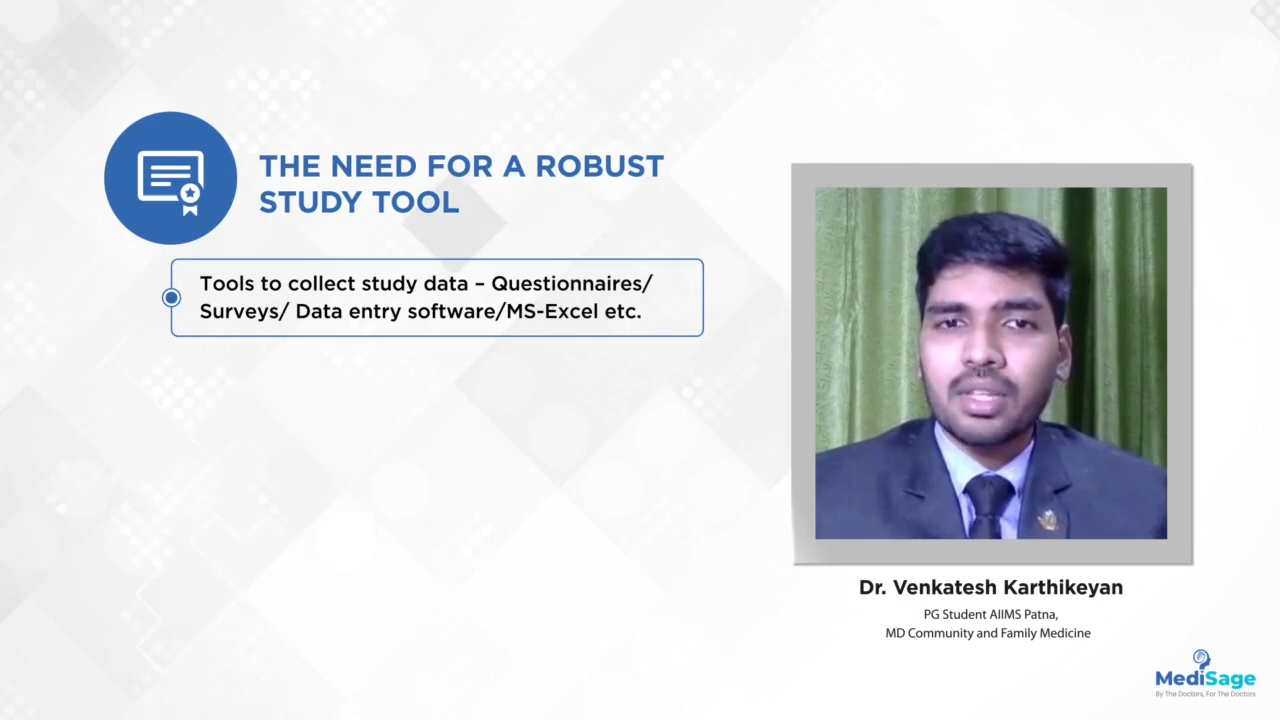 THE NEED FOR A ROBUST
STUDY TOOL
Tools to collect study data – Questionnaires/
Surveys/ Data entry software/MS-Excel etc.
Dr. Venkatesh Karthikeyan
PG Student AIIMS Patna,
MD Community and Family Medicine
MediSage
By The Doctors, For The Doctors